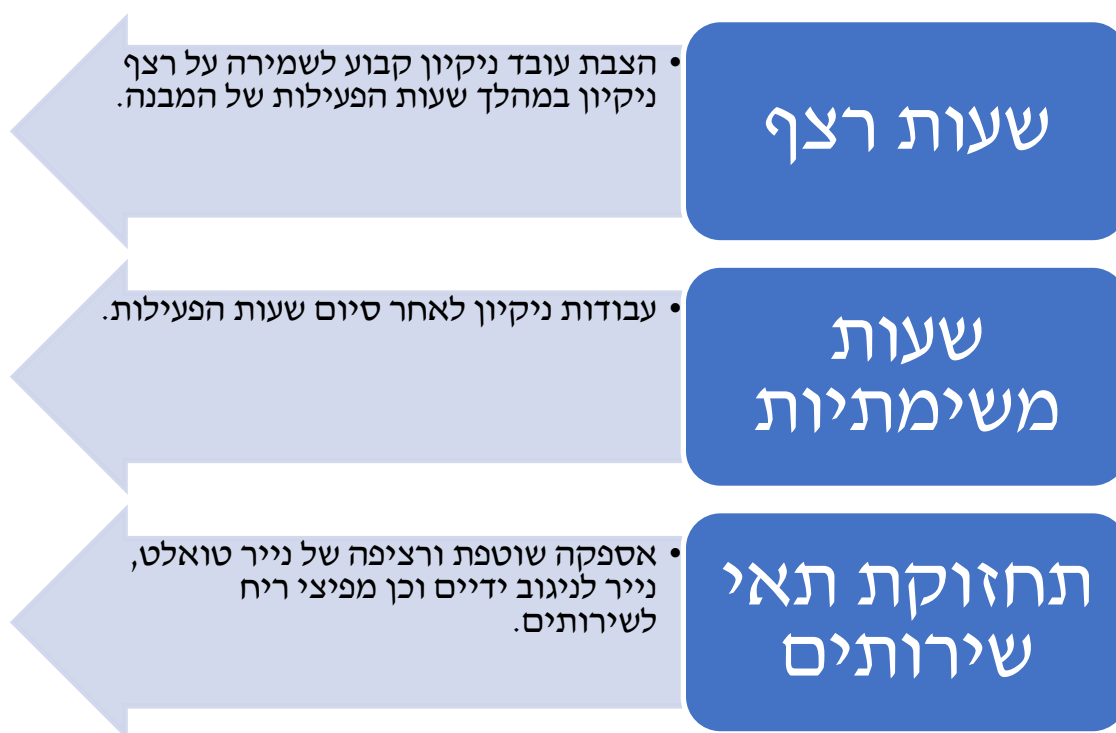 שעות רצף
• הצבת עובד ניקיון קבוע לשמירה על רצף
ניקיון במהלך שעות הפעילות של המבנה.
שעות
משימתיות
• עבודות ניקיון לאחר סיום שעות הפעילות.
תחזוקת תאי
שירותים
• אספקה שוטפת ורציפה של נייר טואלט,
נייר לניגוב ידיים וכן מפיצי ריח
לשירותים.